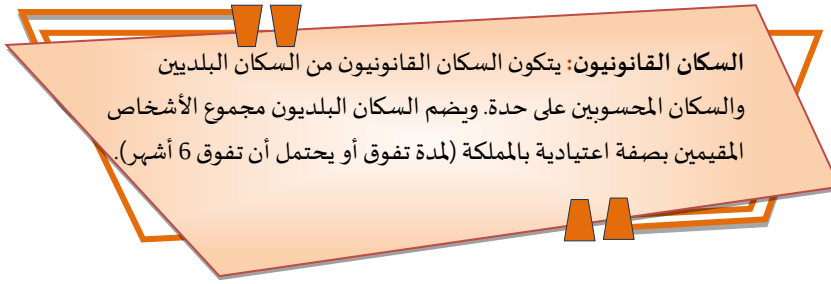 السكان القانونيون: يتكون السكان القانونيون من السكان البلديين
والسكان المحسوبين على حدة. ويضم السكان البلديون مجموع الأشخاص
المقيمين بصفة اعتيادية بالمملكة (لمدة تفوق أو يحتمل أن تفوق 6 أشهر).